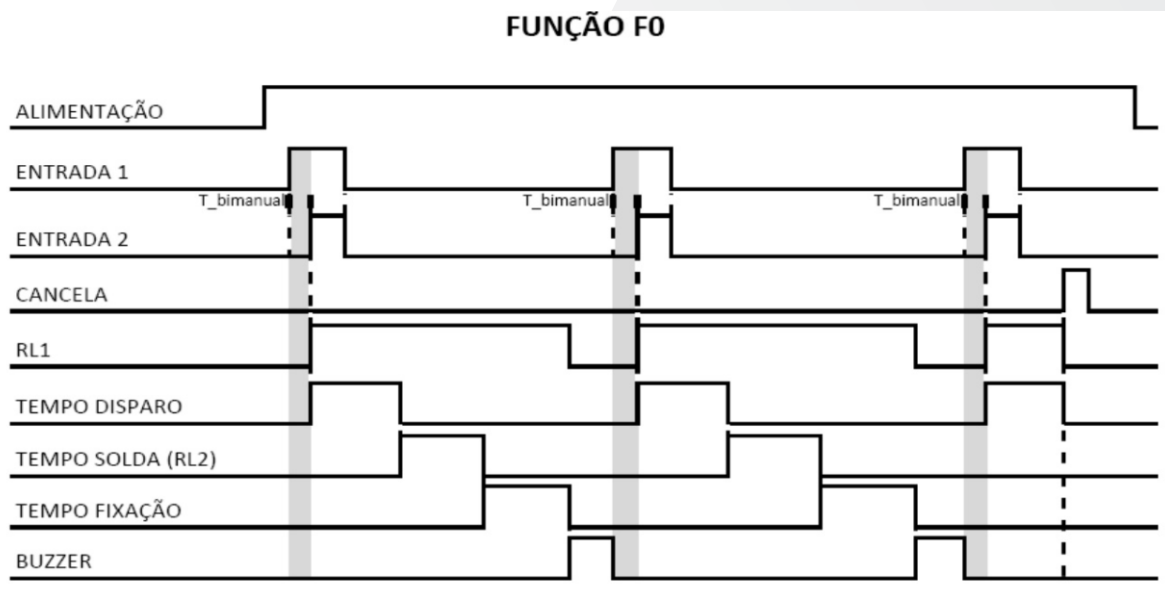 FUNÇÃO F0
ALIMENTAÇÃO
ENTRADA 1
T_bimanual T_bimanual T_bimanual
ENTRADA 2
CANCELA
RL1
TEMPO DISPARO
TEMPO SOLDA (RL2)
TEMPO FIXAÇÃO
BUZZER